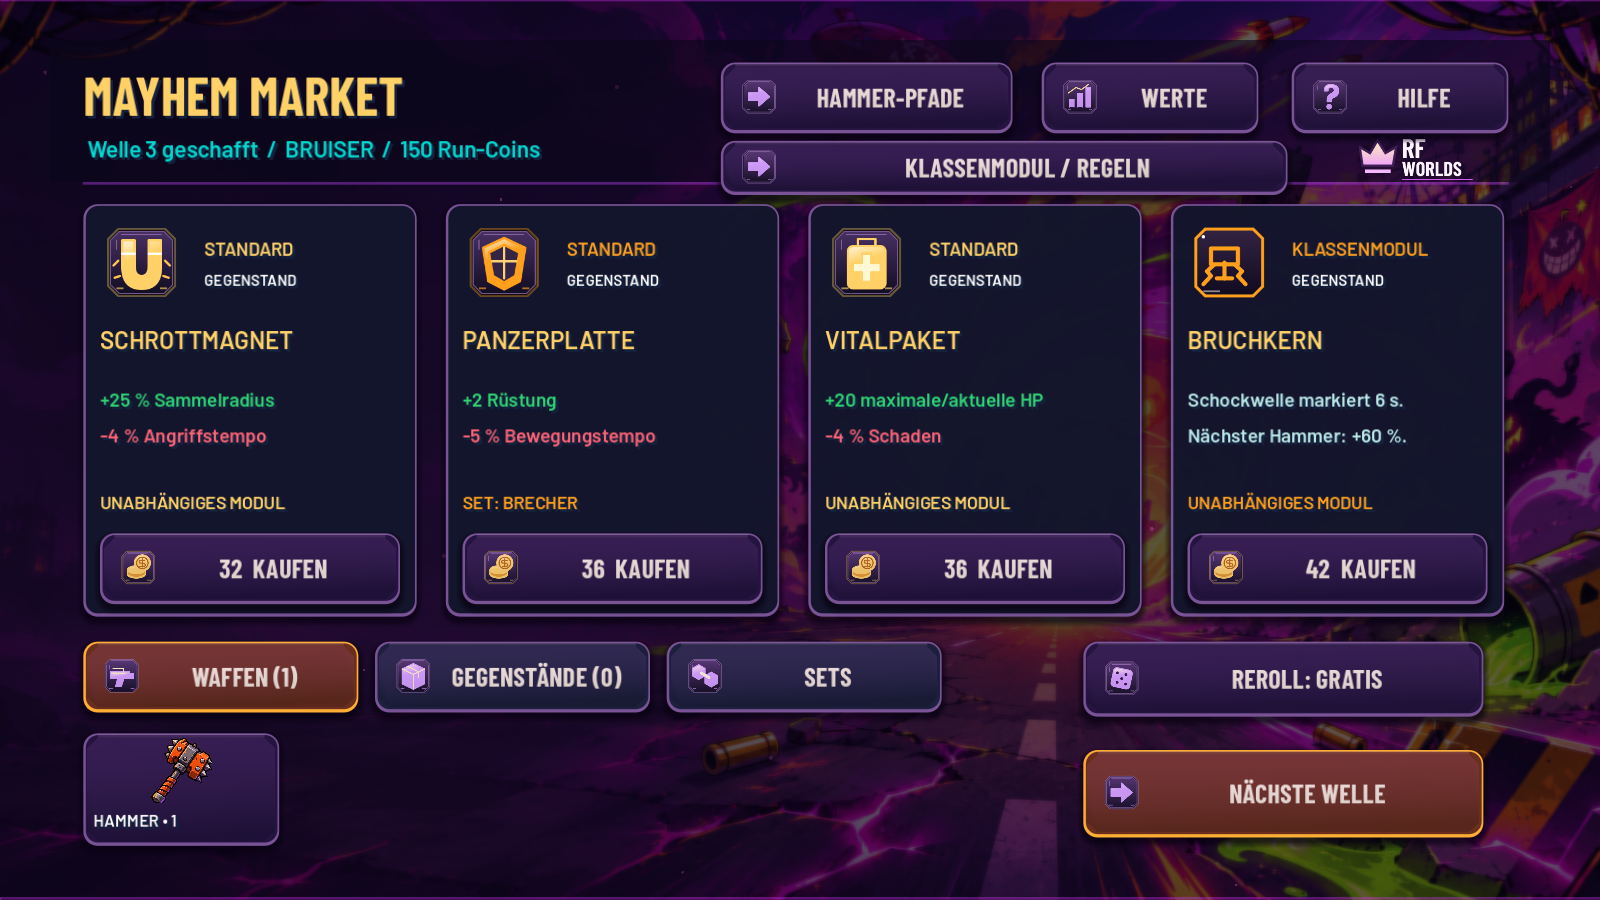 MAYHEM MARKET
Welle 3 geschafft / BRUISER / 150 Run-Coins
HAMMER-PFADE
WERTE
HILFE
KLASSENMODUL / REGELN
RF
WORLDS
STANDARD
GEGENSTAND
SCHROTTMAGNET
+25 % Sammelradius
-4 % Angriffstempo
UNABHÄNGIGES MODUL
32 KAUFEN
STANDARD
GEGENSTAND
PANZERPLATTE
+2 Rüstung
-5 % Bewegungstempo
SET: BRECHER
36 KAUFEN
STANDARD
GEGENSTAND
VITALPAKET
+20 maximale/aktuelle HP
-4 % Schaden
UNABHÄNGIGES MODUL
36 KAUFEN
KLASSENMODUL
GEGENSTAND
BRUCHKERN
Schockwelle markiert 6 s.
Nächster Hammer: +60 %.
UNABHÄNGIGES MODUL
42 KAUFEN
WAFFEN (1)
GEGENSTÄNDE (0)
SETS
REROLL: GRATIS
HAMMER • 1
NÄCHSTE WELLE